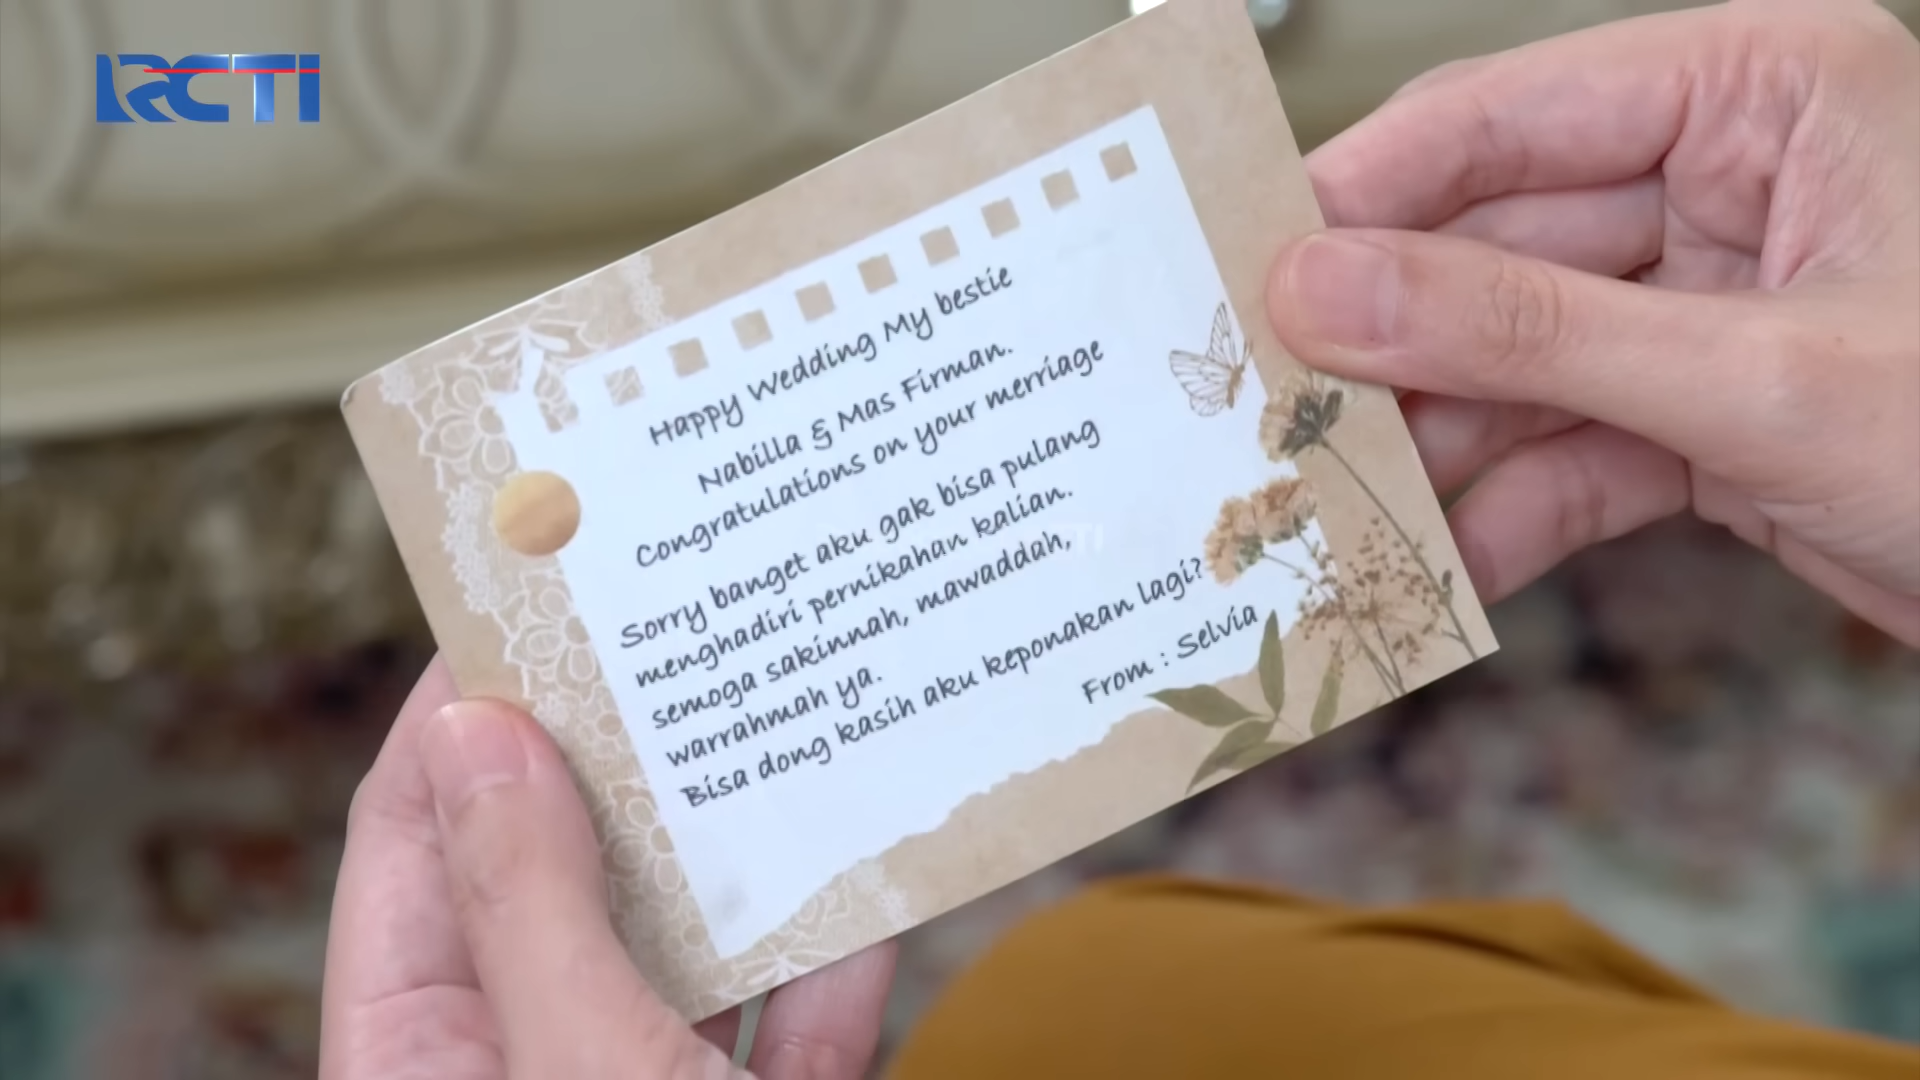 RCTI
Happy Wedding My bestie
Nabilla & Mas Firman.
Congratulations on your merriage
Sorry banget aku gak bisa pulang
menghadiri pernikahan kalian.
semoga sakinnah, mawaddah,
warrahmah ya.
Bisa dong kasih aku keponakan lagi?
From : Selvia